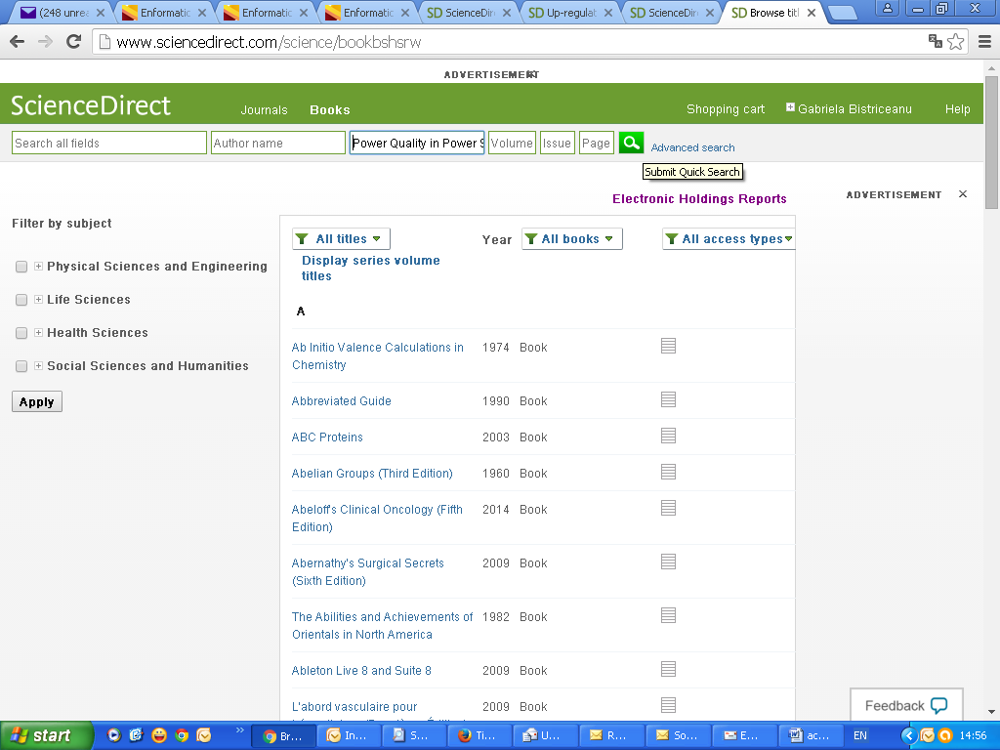 (248 unrea
Enformatic
Enformatic
Enformatic
SD ScienceDir
SD Up-regulat
SD ScienceDir
SD Browse titl
www.sciencedirect.com/science/bookbshsrw
ADVERTISEMENT
ScienceDirect
Journals
Books
Shopping cart
Gabriela Bistriceanu
Help
Search all fields
Author name
Power Quality in Power S
Volume
Issue
Page
Advanced search
Submit Quick Search
Electronic Holdings Reports
ADVERTISEMENT
Filter by subject
All titles
Year
All books
All access types
Display series volume
titles
Physical Sciences and Engineering
Life Sciences
Health Sciences
Social Sciences and Humanities
Apply
A
Ab Initio Valence Calculations in 1974 Book
Chemistry
Abbreviated Guide 1990 Book
ABC Proteins 2003 Book
Abelian Groups (Third Edition) 1960 Book
Abeloff's Clinical Oncology (Fifth 2014 Book
Edition)
Abernathy's Surgical Secrets 2009 Book
(Sixth Edition)
The Abilities and Achievements of 1982 Book
Orientals in North America
Ableton Live 8 and Suite 8 2009 Book
L'abord vasculaire pour 2009 Book
Feedback
start
Br...
In...
S...
Ti...
U...
R...
So...
E...
ac...
EN
14:56